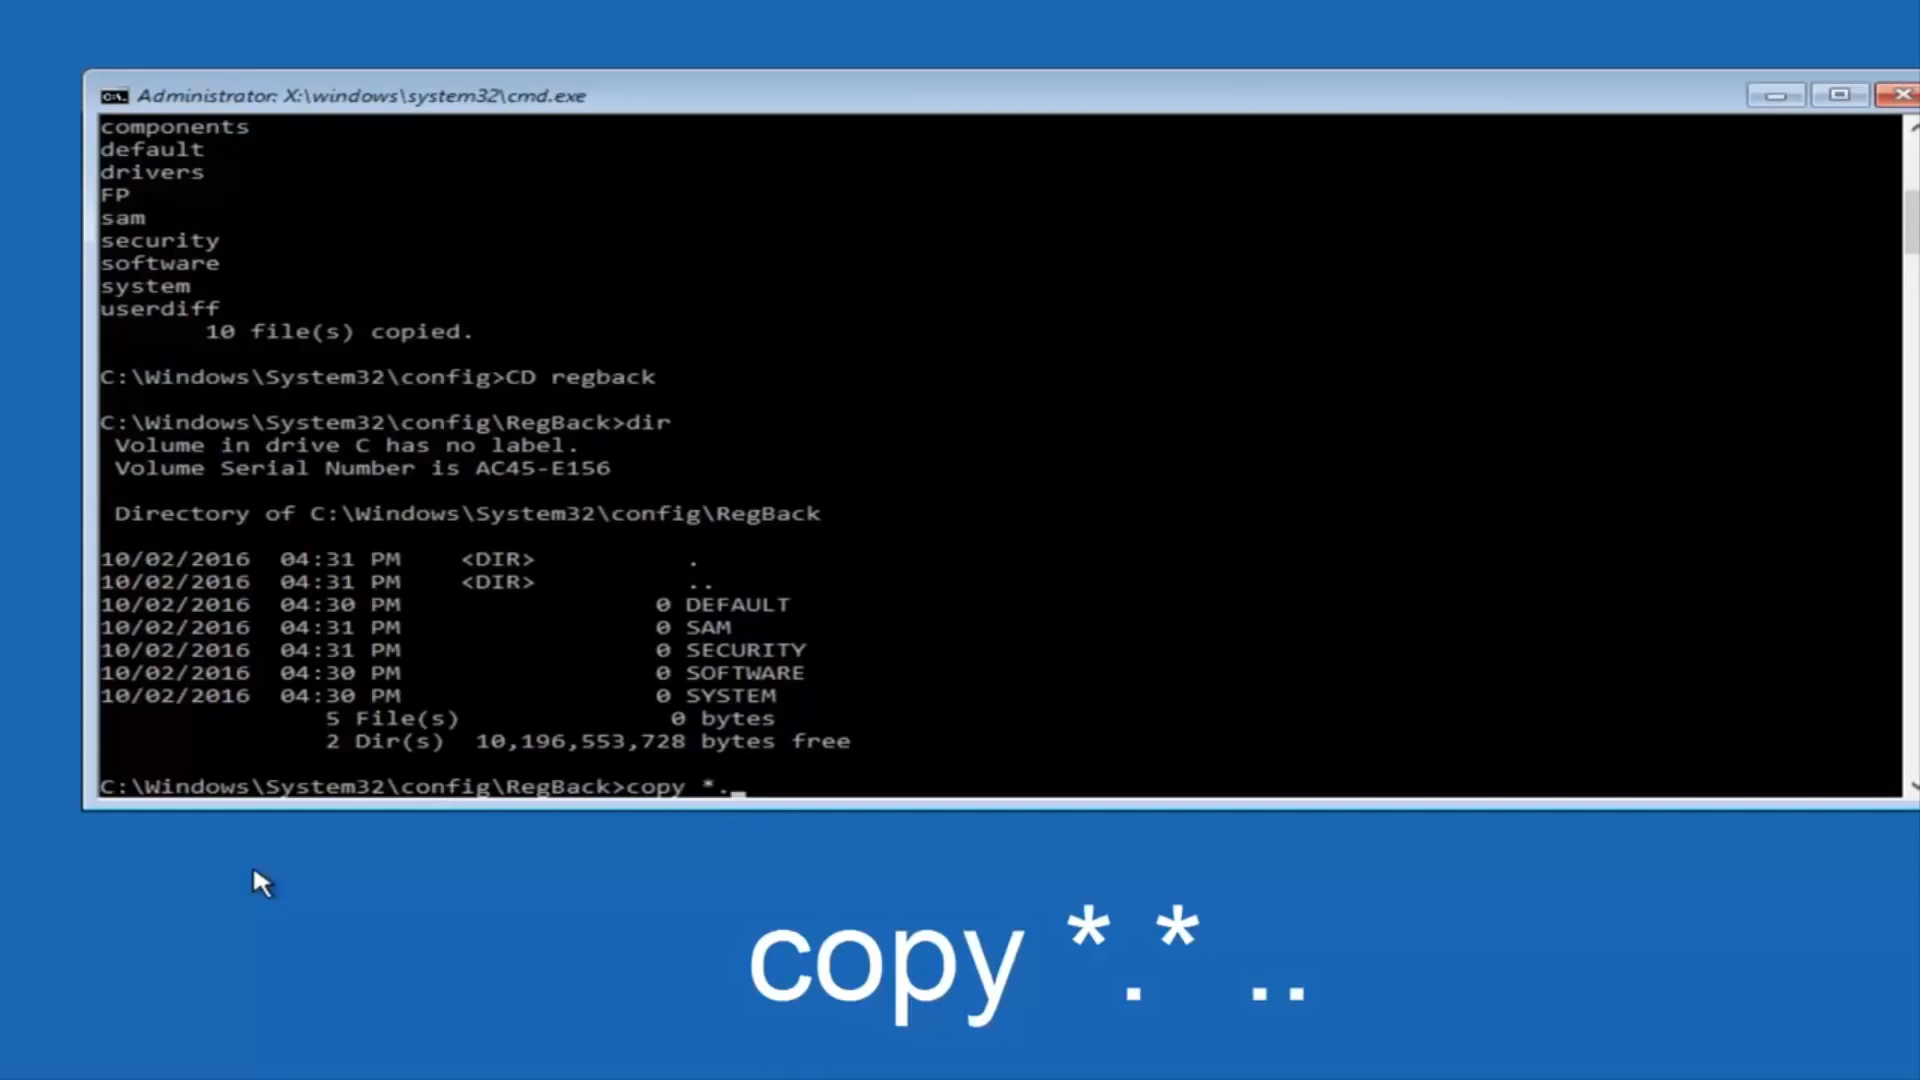 Administrator: X:\windows\system32\cmd.exe
components
default
drivers
FP
sam
security
software
system
userdiff
10 file(s) copied.
C:\Windows\System32\config>CD regback
C:\Windows\System32\config\RegBack>dir
Volume in drive C has no label.
Volume Serial Number is AC45-E156
Directory of C:\Windows\System32\config\RegBack
10/02/2016 04:31 PM <DIR> .
10/02/2016 04:31 PM <DIR> ..
10/02/2016 04:30 PM 0 DEFAULT
10/02/2016 04:31 PM 0 SAM
10/02/2016 04:31 PM 0 SECURITY
10/02/2016 04:30 PM 0 SOFTWARE
10/02/2016 04:30 PM 0 SYSTEM
5 File(s) 0 bytes
2 Dir(s) 10,196,553,728 bytes free
C:\Windows\System32\config\RegBack>copy *._
copy *.* ..